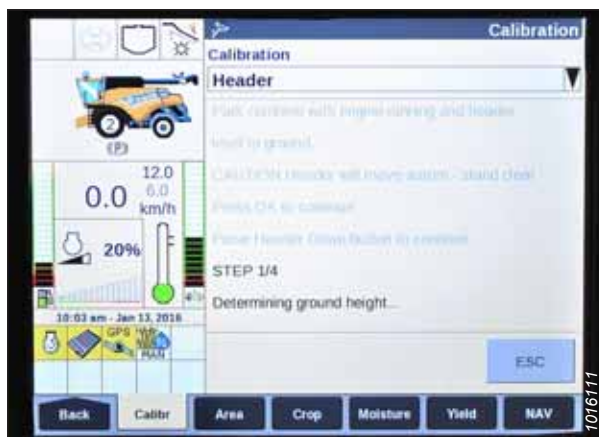 Calibration
Calibration
Header
Park combine with engine running and header
level to ground.
CAUTION Header will move autom.- stand clear
Press OK to continue
Press Header Down button to continue
STEP 1/4
Determining ground height...
ESC
2
(P)
12.0
0.0 6.0
km/h
20%
10:03 am - Jan 13, 2016
GPS
MAN
Back Calibr Area Crop Moisture Yield NAV
1016111